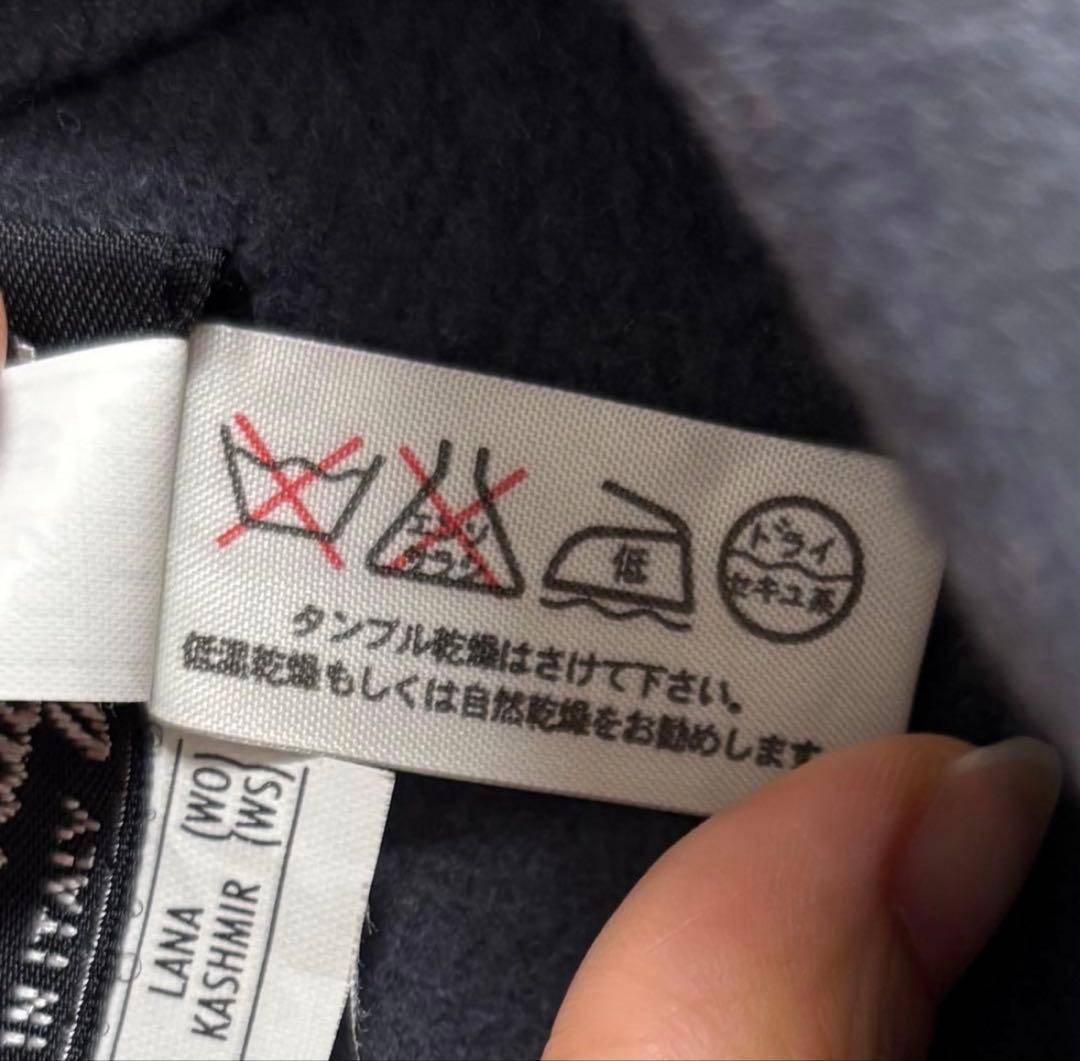 エンソ
サラシ
低
ドライ
セキユ系
タンブル乾燥はさけて下さい。
低温乾燥もしくは自然乾燥をお勧めします
LANA (WO)
KASHMIR (WS)
IN ITALY